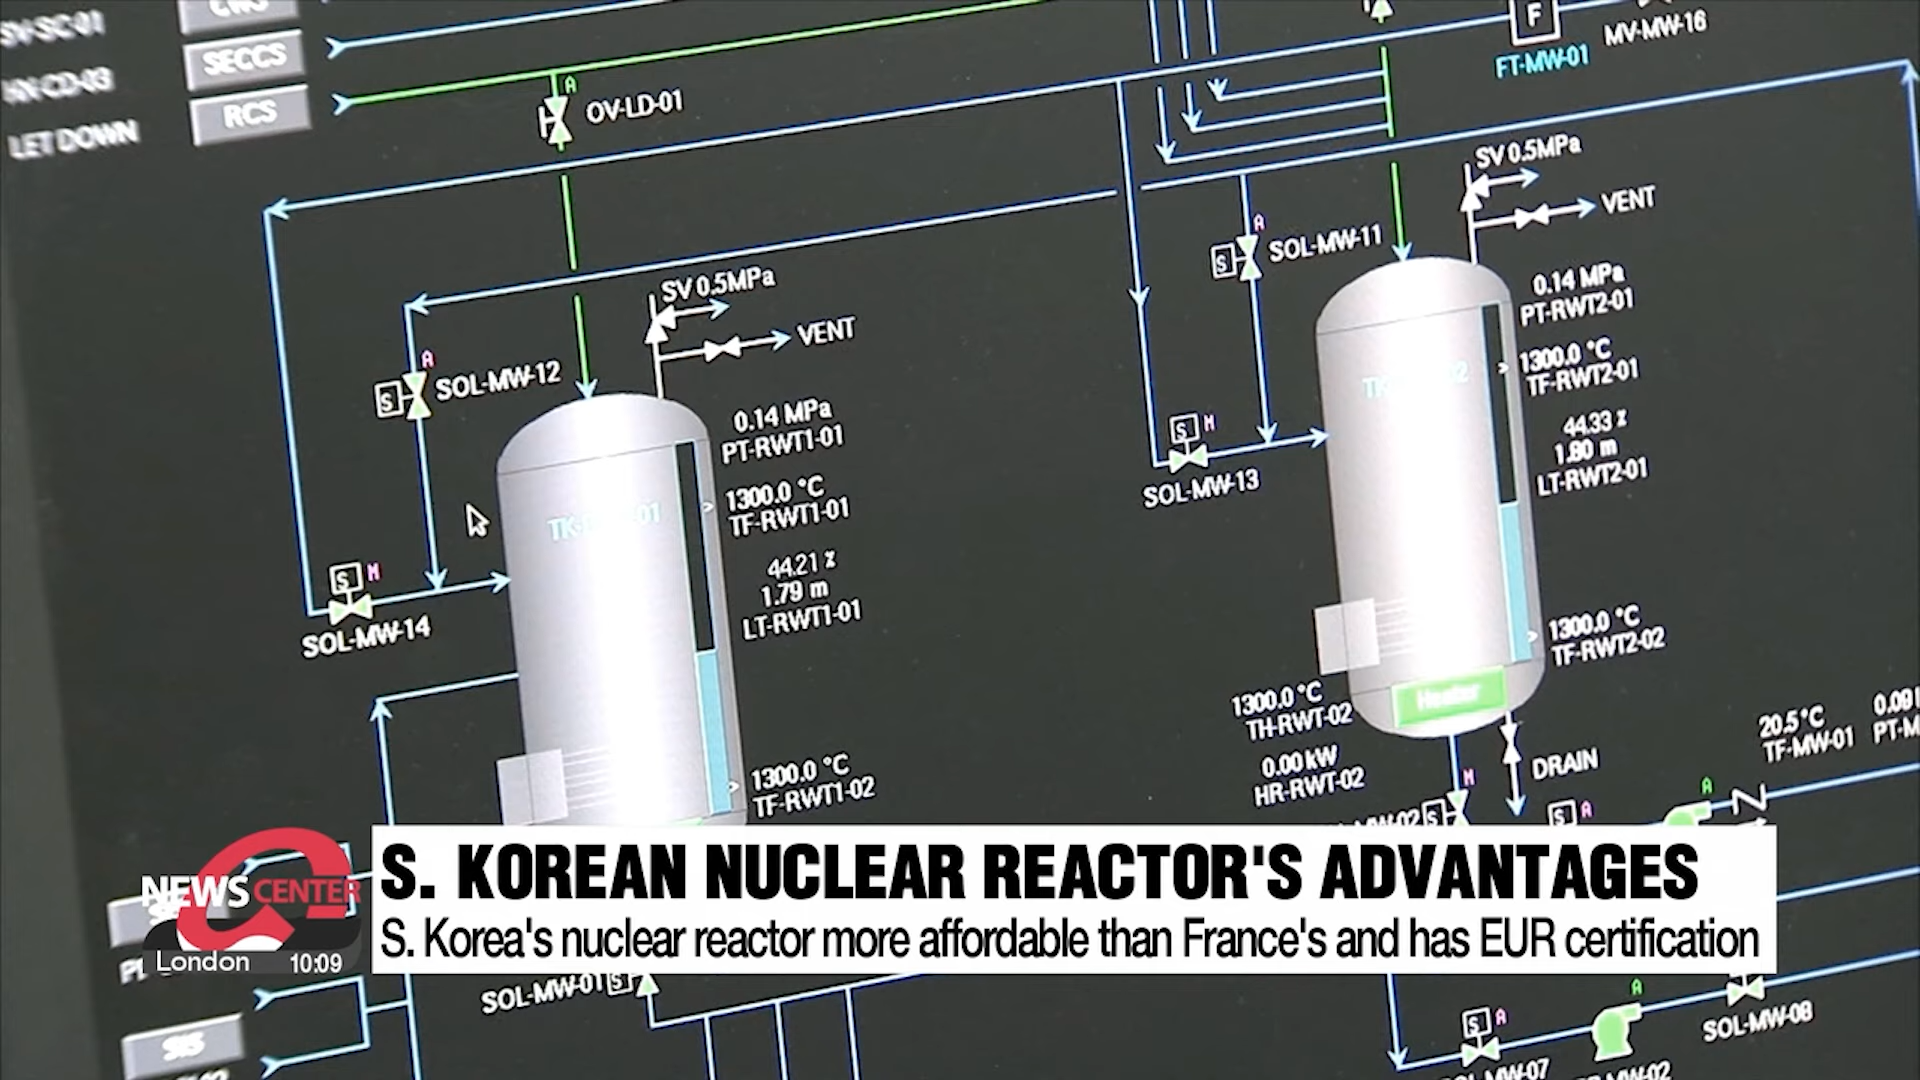 SV-SC-01
CWS
SECCS
RCS
LET DOWN
OV-LD-01
F
FT-MW-01
MV-MW-16
SV 0.5MPa
VENT
A
SOL-MW-11
S
0.14 MPa
PT-RWT2-01
1300.0 °C
TF-RWT2-01
44.33 %
1.80 m
LT-RWT2-01
SV 0.5MPa
VENT
A
SOL-MW-12
S
0.14 MPa
PT-RWT1-01
1300.0 °C
TF-RWT1-01
44.21 %
1.79 m
LT-RWT1-01
S M
SOL-MW-13
S M
SOL-MW-14
1300.0 °C
TF-RWT2-02
1300.0 °C
TH-RWT-02
0.00 kW
HR-RWT-02
Heater
1300.0 °C
TF-RWT1-02
DRAIN
20.5 °C
TF-MW-01
M
S A
A
S. KOREAN NUCLEAR REACTOR'S ADVANTAGES
S. Korea's nuclear reactor more affordable than France's and has EUR certification
NEWS CENTER
London 10:09
SOL-MW-01
S
SIS
S A
A
SOL-MW-08